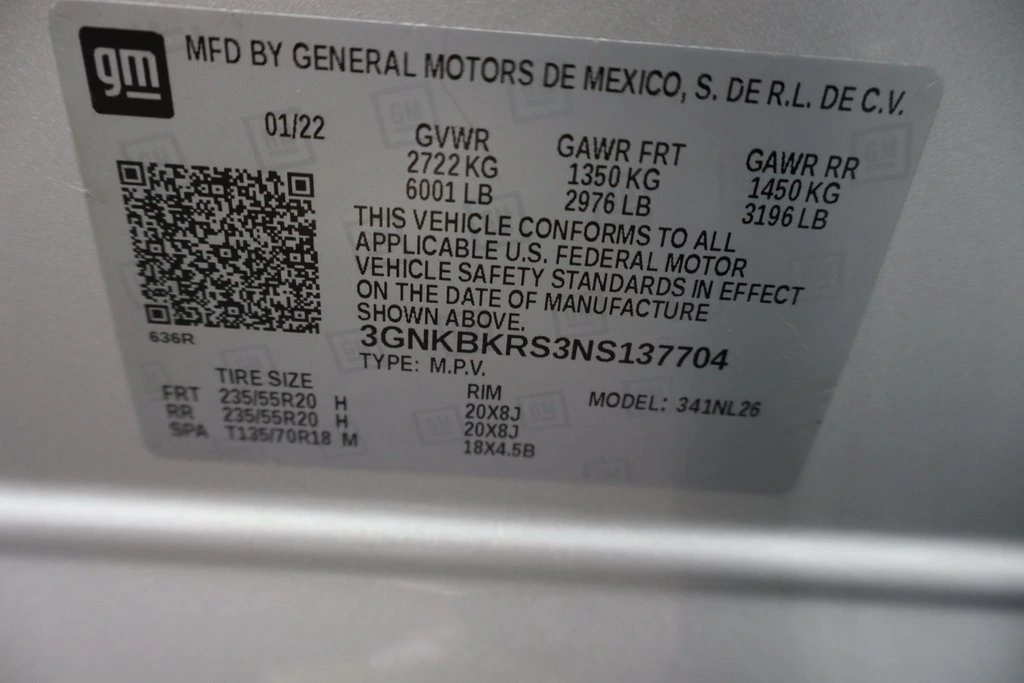 gm
MFD BY GENERAL MOTORS DE MEXICO, S. DE R.L. DE C.V.
01/22
GVWR
2722 KG
6001 LB
GAWR FRT
1350 KG
2976 LB
GAWR RR
1450 KG
3196 LB
THIS VEHICLE CONFORMS TO ALL
APPLICABLE U.S. FEDERAL MOTOR
VEHICLE SAFETY STANDARDS IN EFFECT
ON THE DATE OF MANUFACTURE
SHOWN ABOVE.
636R
3GNKBKRS3NS137704
TYPE: M.P.V.
TIRE SIZE
FRT 235/55R20 H
RR 235/55R20 H
SPA T135/70R18 M
RIM
20X8J
20X8J
18X4.5B
MODEL: 341NL26